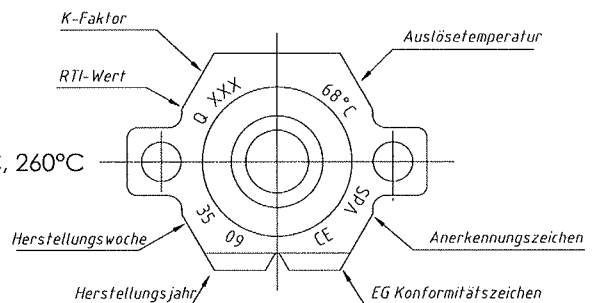 K-Faktor
Auslösetemperatur
RTI-Wert
Q XXX
68°C
, 260°C
35
09
CE
VdS
Herstellungswoche
Anerkennungszeichen
Herstellungsjahr
EG Konformitätszeichen